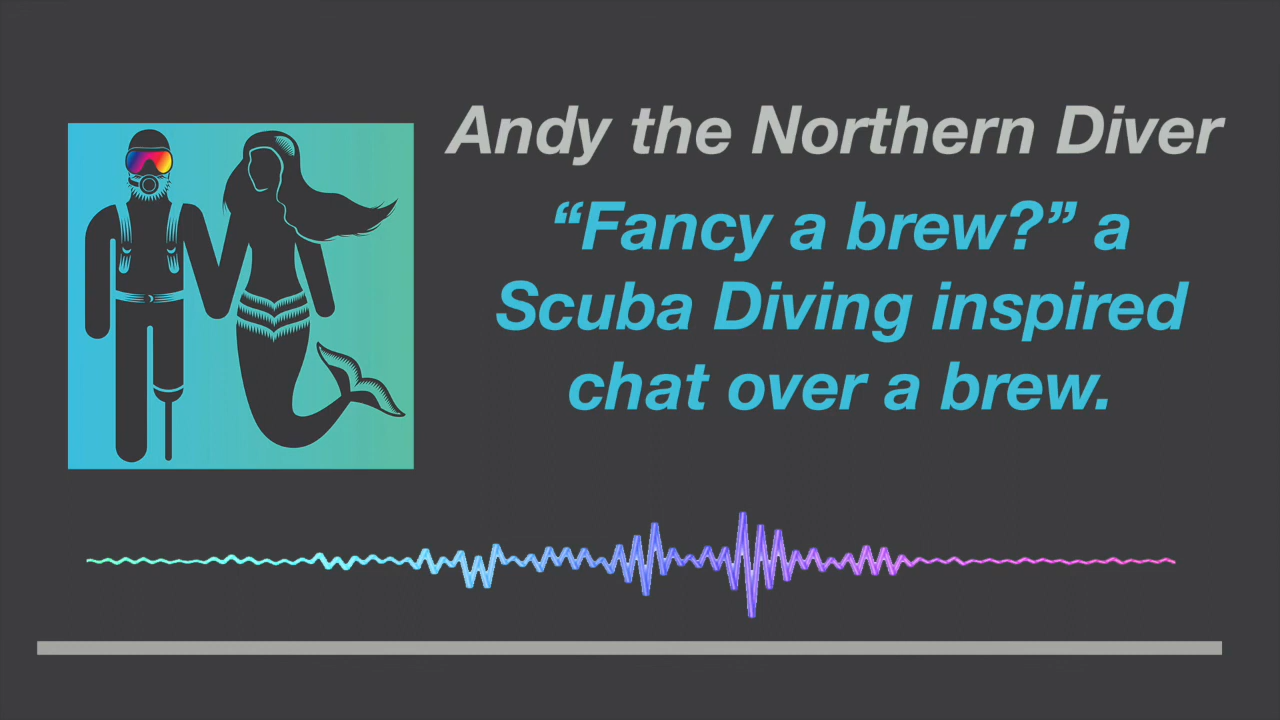 Andy the Northern Diver
“Fancy a brew?” a
Scuba Diving inspired
chat over a brew.